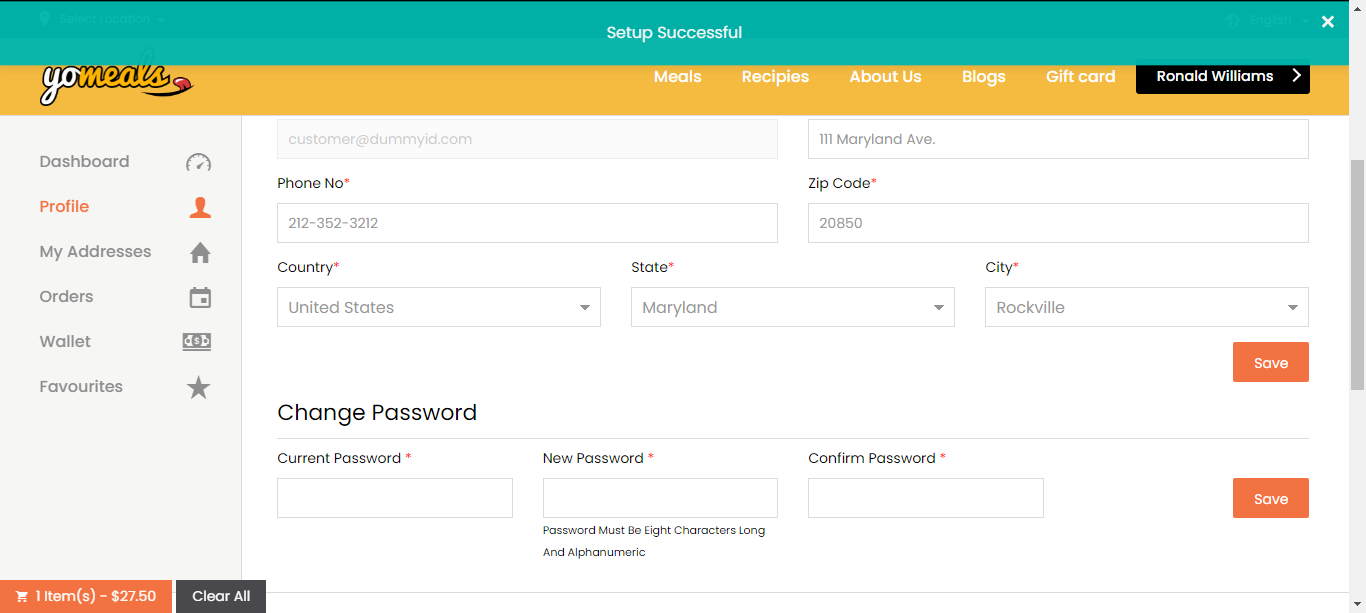 Select Location
English
Setup Successful
yomeals
Meals
Recipies
About Us
Blogs
Gift card
Ronald Williams
Dashboard
Profile
My Addresses
Orders
Wallet
Favourites
customer@dummyid.com
111 Maryland Ave.
Phone No*
Zip Code*
212-352-3212
20850
Country*
State*
City*
United States
Maryland
Rockville
Save
Change Password
Current Password *
New Password *
Confirm Password *
Save
Password Must Be Eight Characters Long
And Alphanumeric
1 Item(s) - $27.50
Clear All